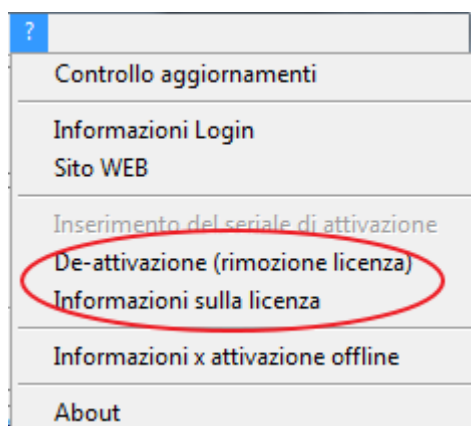 ?
Controllo aggiornamenti
Informazioni Login
Sito WEB
Inserimento del seriale di attivazione
De-attivazione (rimozione licenza)
Informazioni sulla licenza
Informazioni x attivazione offline
About